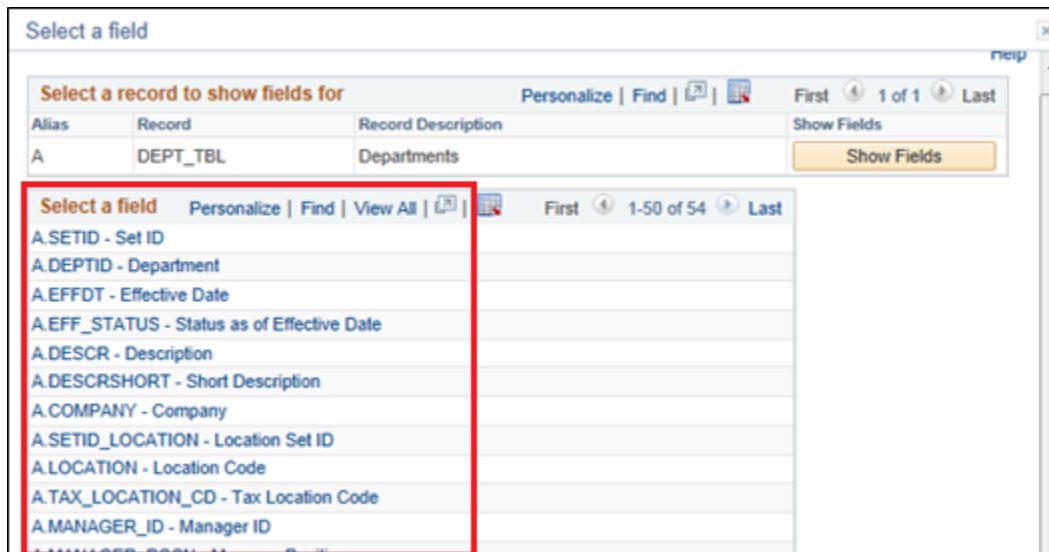 Select a field
Help
Select a record to show fields for Personalize | Find | | First 1 of 1 Last
Alias Record Record Description Show Fields
A DEPT_TBL Departments Show Fields
Select a field Personalize | Find | View All | | First 1-50 of 54 Last
A.SETID - Set ID
A.DEPTID - Department
A.EFFDT - Effective Date
A.EFF_STATUS - Status as of Effective Date
A.DESCR - Description
A.DESCRSHORT - Short Description
A.COMPANY - Company
A.SETID_LOCATION - Location Set ID
A.LOCATION - Location Code
A.TAX_LOCATION_CD - Tax Location Code
A.MANAGER_ID - Manager ID